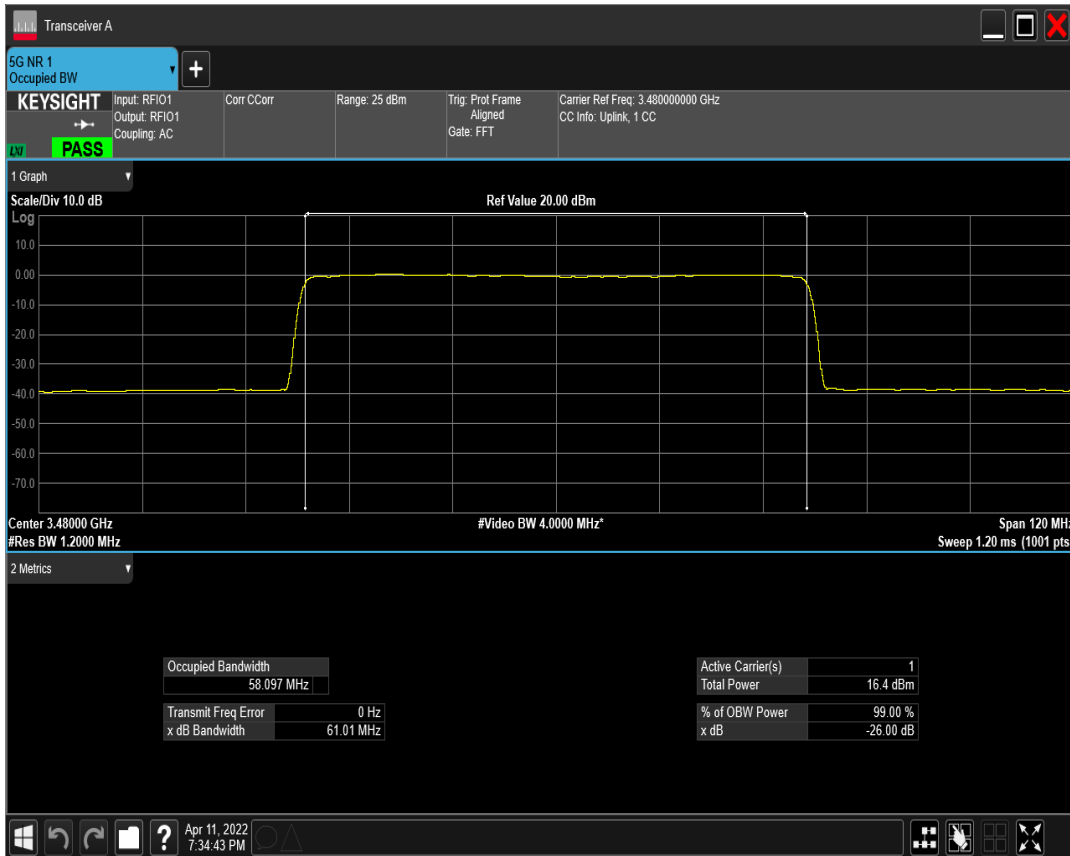 Transceiver A
5G NR 1
Occupied BW
+
KEYSIGHT
LXI
PASS
Input: RFIO1
Output: RFIO1
Coupling: AC
Corr CCorr
Range: 25 dBm
Trig: Prot Frame
Aligned
Gate: FFT
Carrier Ref Freq: 3.480000000 GHz
CC Info: Uplink, 1 CC
1 Graph
Scale/Div 10.0 dB
Ref Value 20.00 dBm
Log
10.0
0.00
-10.0
-20.0
-30.0
-40.0
-50.0
-60.0
-70.0
Center 3.48000 GHz
#Video BW 4.0000 MHz*
Span 120 MHz
#Res BW 1.2000 MHz
Sweep 1.20 ms (1001 pts
2 Metrics
Occupied Bandwidth
58.097 MHz
Transmit Freq Error 0 Hz
x dB Bandwidth 61.01 MHz
Active Carrier(s) 1
Total Power 16.4 dBm
% of OBW Power 99.00 %
x dB -26.00 dB
?
Apr 11, 2022
7:34:43 PM